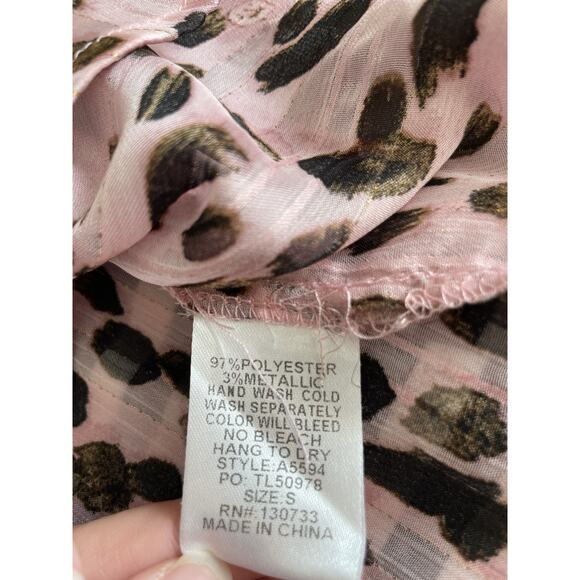 97%POLYESTER
3%METALLIC
HAND WASH COLD
WASH SEPARATELY
COLOR WILL BLEED
NO BLEACH
HANG TO DRY
STYLE:A5594
PO: TL50978
SIZE:S
RN#:130733
MADE IN CHINA